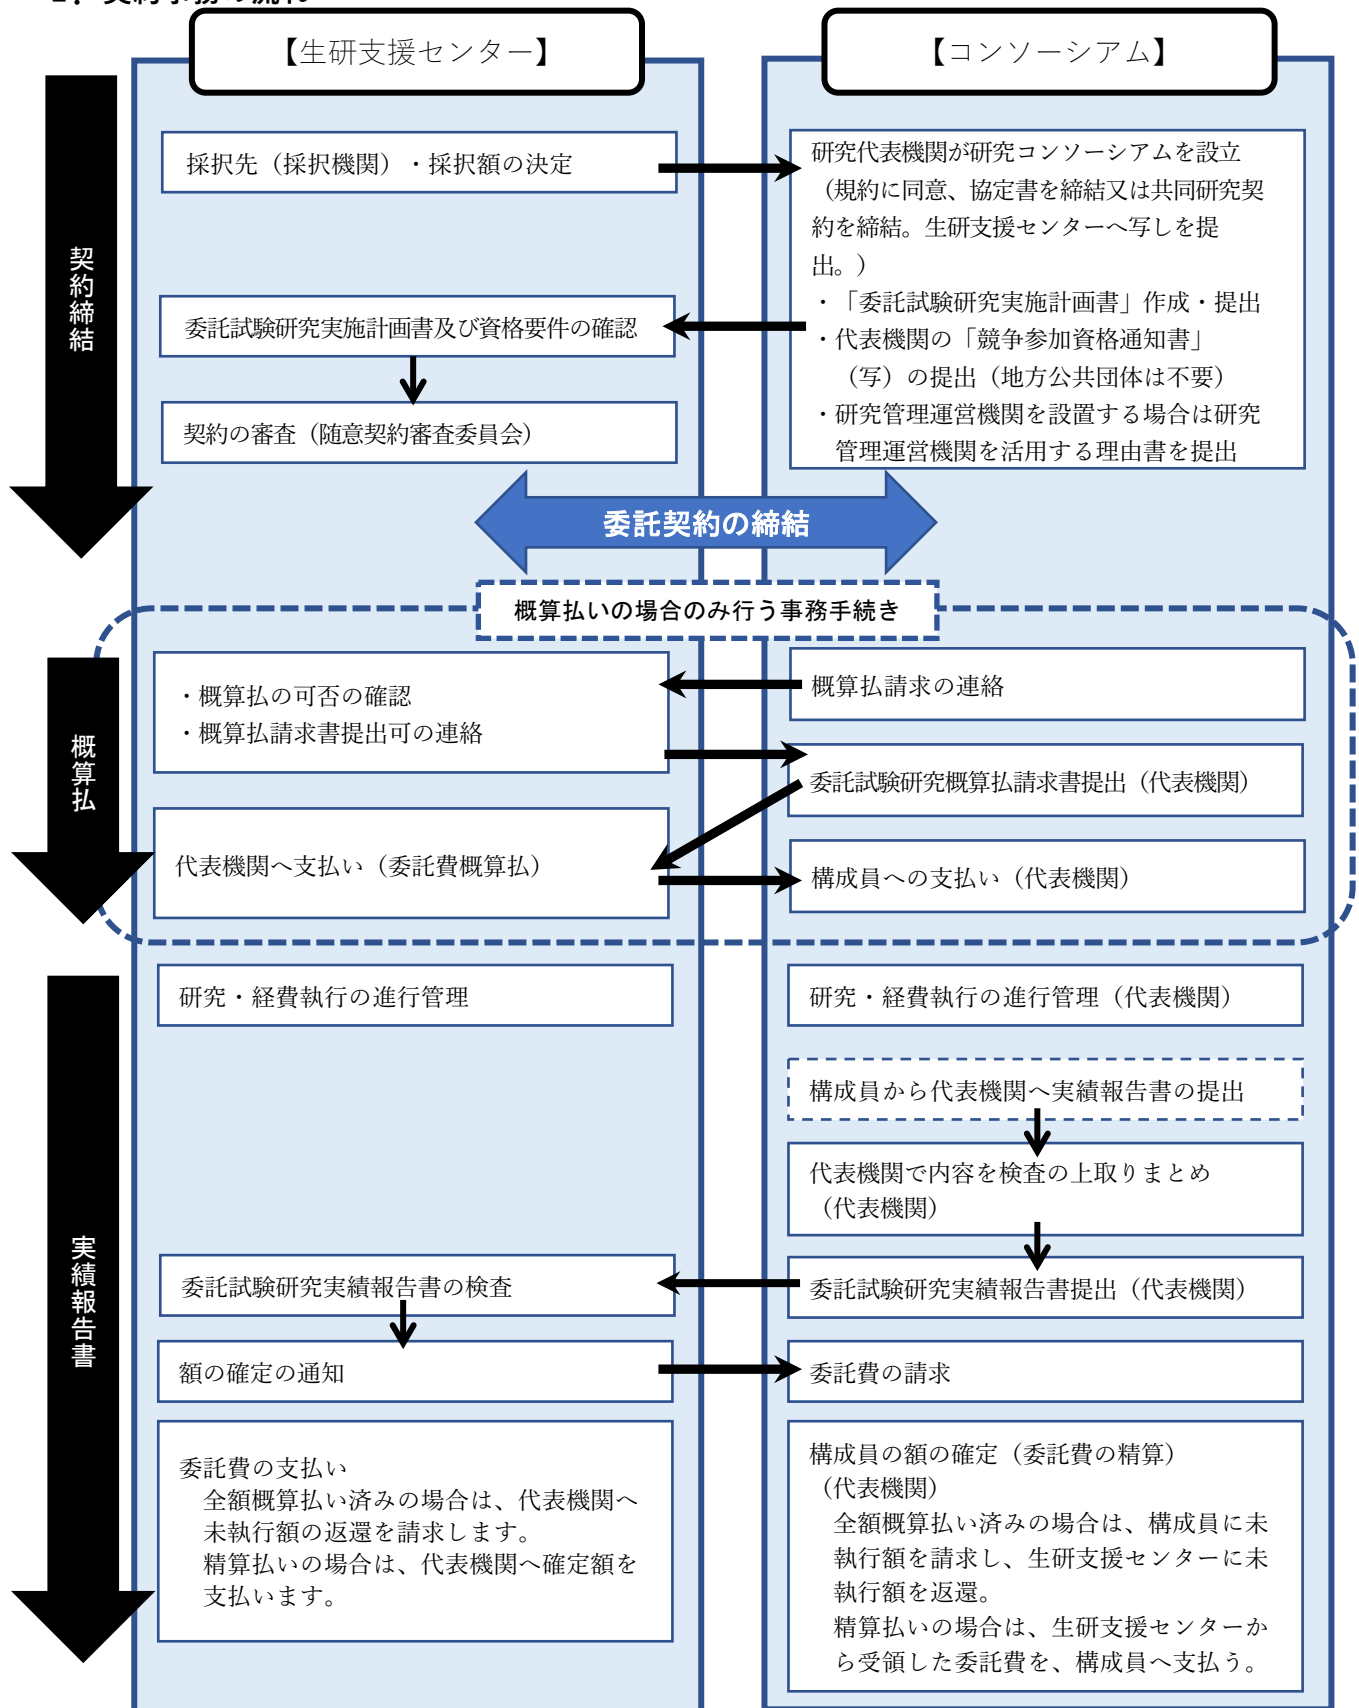 【生研支援センター】
【コンソーシアム】
契約締結
採択先（採択機関）・採択額の決定
研究代表機関が研究コンソーシアムを設立
（規約に同意、協定書を締結又は共同研究契
約を締結。生研支援センターへ写しを提
出。）
・「委託試験研究実施計画書」作成・提出
・代表機関の「競争参加資格通知書」
（写）の提出（地方公共団体は不要）
・研究管理運営機関を設置する場合は研究
管理運営機関を活用する理由書を提出
委託試験研究実施計画書及び資格要件の確認
契約の審査（随意契約審査委員会）
委託契約の締結
概算払いの場合のみ行う事務手続き
概算払
・概算払の可否の確認
・概算払請求書提出可の連絡
概算払請求の連絡
委託試験研究概算払請求書提出（代表機関）
代表機関へ支払い（委託費概算払）
構成員への支払い（代表機関）
実績報告書
研究・経費執行の進行管理
研究・経費執行の進行管理（代表機関）
構成員から代表機関へ実績報告書の提出
代表機関で内容を検査の上取りまとめ
（代表機関）
委託試験研究実績報告書の検査
委託試験研究実績報告書提出（代表機関）
額の確定の通知
委託費の請求
委託費の支払い
全額概算払い済みの場合は、代表機関へ
未執行額の返還を請求します。
精算払いの場合は、代表機関へ確定額を
支払います。
構成員の額の確定（委託費の精算）
（代表機関）
全額概算払い済みの場合は、構成員に未
執行額を請求し、生研支援センターに未
執行額を返還。
精算払いの場合は、生研支援センターか
ら受領した委託費を、構成員へ支払う。